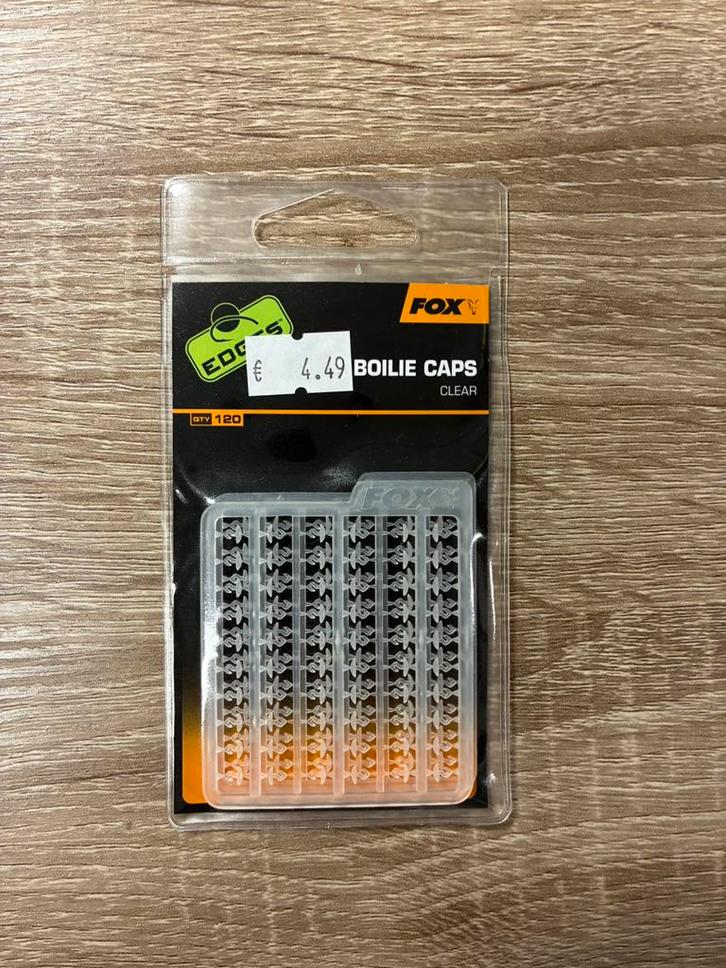 FOX
EDGES
€ 4.49
BOILIE CAPS
CLEAR
QTY 120
FOX